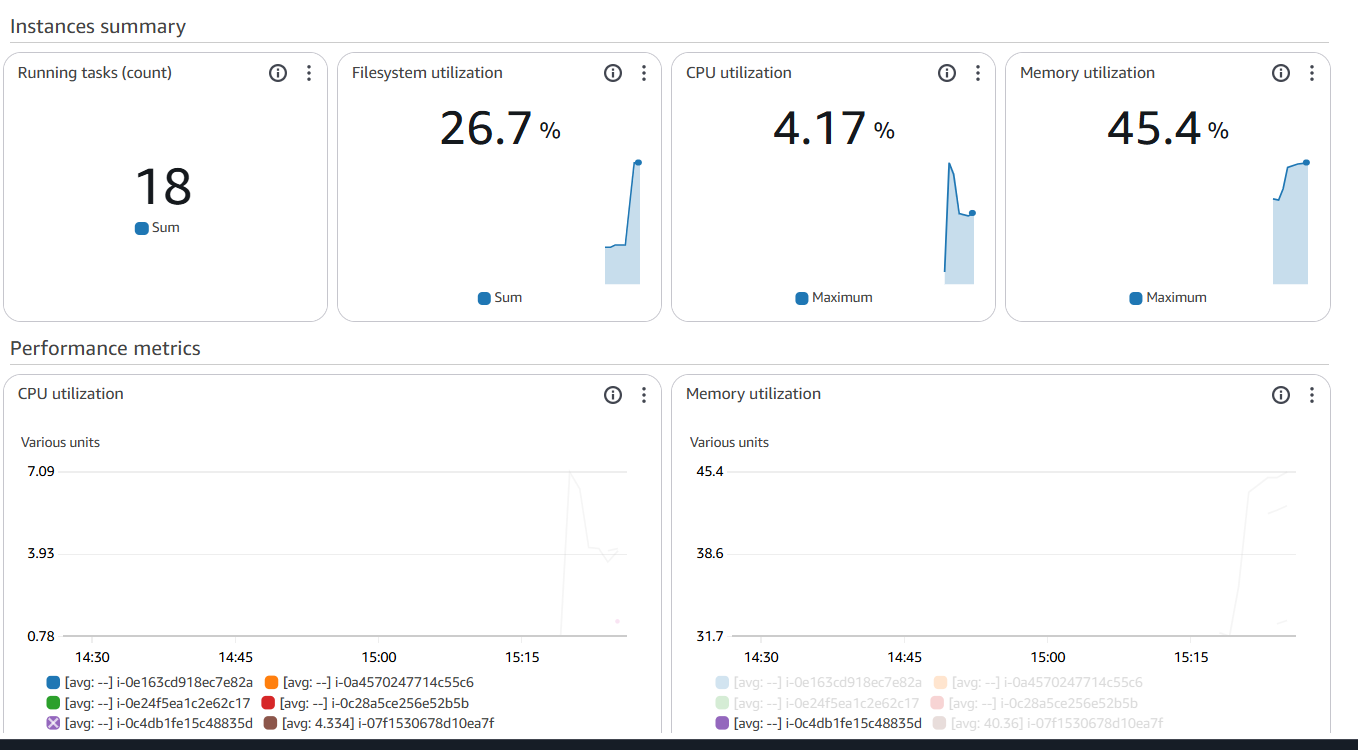 Instances summary
Running tasks (count)
18
Sum
Filesystem utilization
26.7 %
Sum
CPU utilization
4.17 %
Maximum
Memory utilization
45.4 %
Maximum
Performance metrics
CPU utilization
Various units
7.09
3.93
0.78
14:30 14:45 15:00 15:15
[avg: --] i-0e163cd918ec7e82a [avg: --] i-0a4570247714c55c6
[avg: --] i-0e24f5ea1c2e62c17 [avg: --] i-0c28a5ce256e52b5b
[avg: --] i-0c4db1fe15c48835d [avg: 4.334] i-07f1530678d10ea7f
Memory utilization
Various units
45.4
38.6
31.7
14:30 14:45 15:00 15:15
[avg: --] i-0e163cd918ec7e82a [avg: --] i-0a4570247714c55c6
[avg: --] i-0e24f5ea1c2e62c17 [avg: --] i-0c28a5ce256e52b5b
[avg: --] i-0c4db1fe15c48835d [avg: 40.36] i-07f1530678d10ea7f